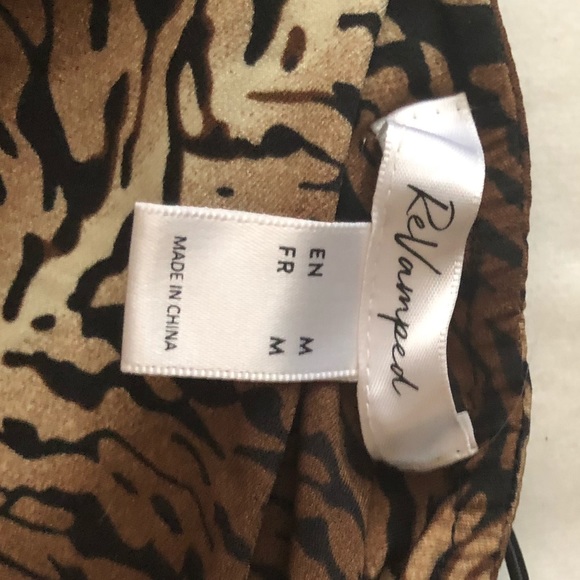 ReVamped
EN M
FR M
MADE IN CHINA